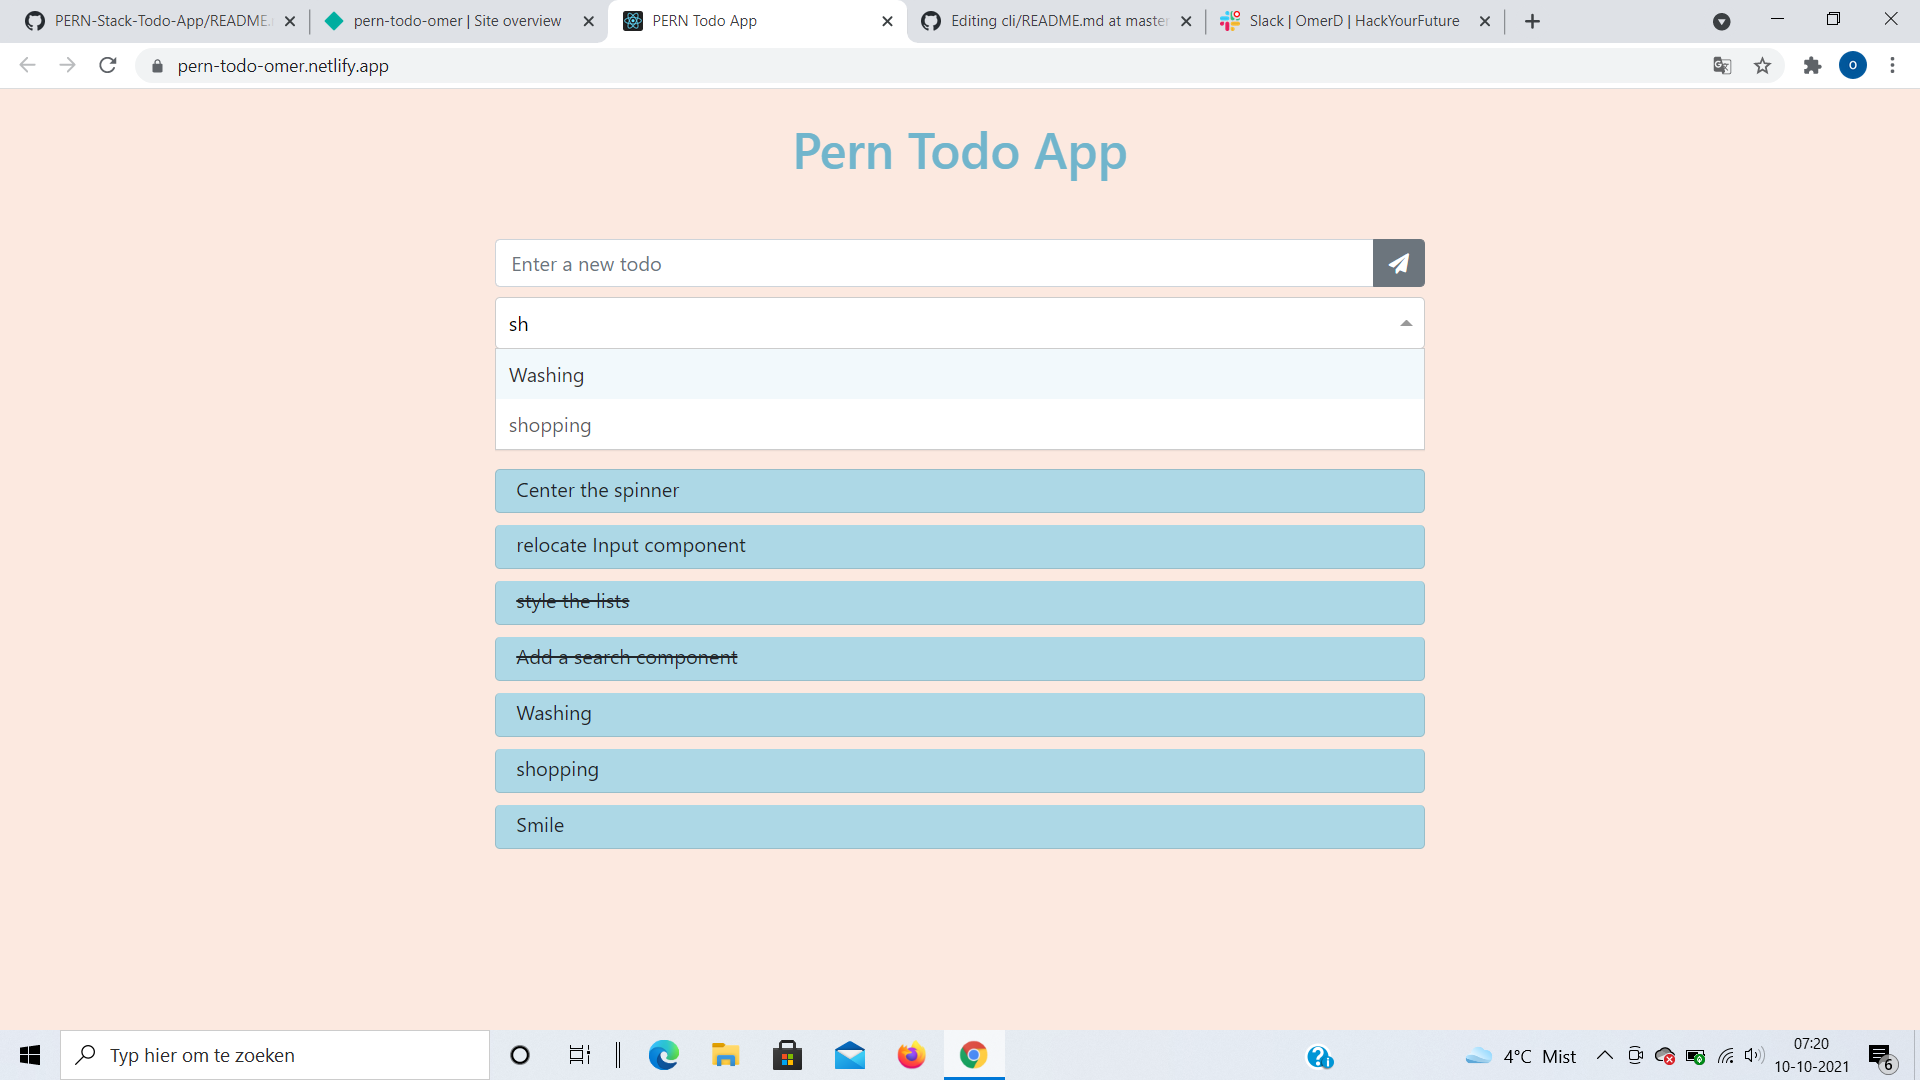 PERN-Stack-Todo-App/README.
pern-todo-omer | Site overview
PERN Todo App
Editing cli/README.md at master
Slack | OmerD | HackYourFuture
pern-todo-omer.netlify.app
O
Pern Todo App
Enter a new todo
sh
Washing
shopping
Center the spinner
relocate Input component
style the lists
Add a search component
Washing
shopping
Smile
Typ hier om te zoeken
4°C Mist
07:20
10-10-2021
6